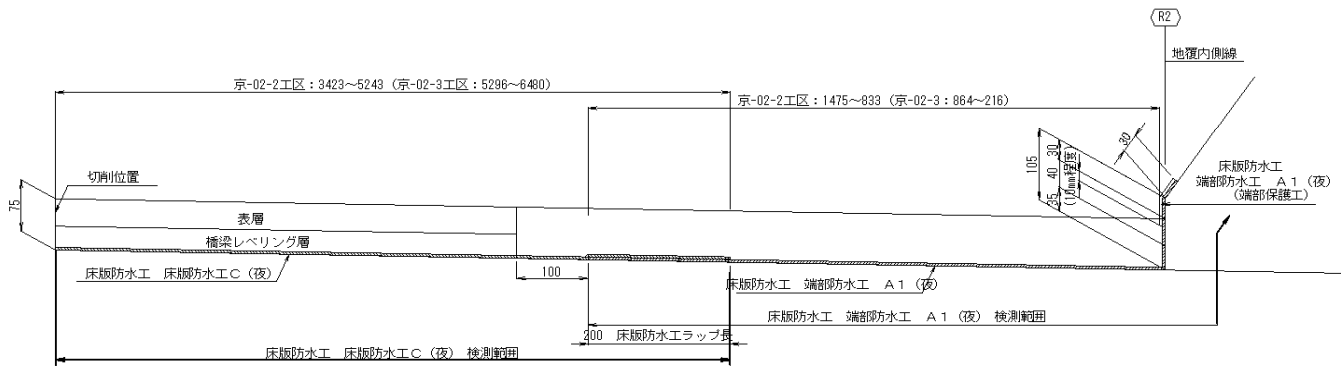 R2
地覆内側線
京-02-2工区：3423～5243（京-02-3工区：5296～6480）
京-02-2工区：1475～833（京-02-3：864～216）
30
105
30
40
35
(10mm程度)
床版防水工
端部防水工　A1（夜）
（端部保護工）
切削位置
75
表層
橋梁レベリング層
床版防水工　床版防水工C（夜）
100
床版防水工　端部防水工　A1（夜）
床版防水工　端部防水工　A1（夜）　検測範囲
200　床版防水工ラップ長
床版防水工　床版防水工C（夜）　検測範囲